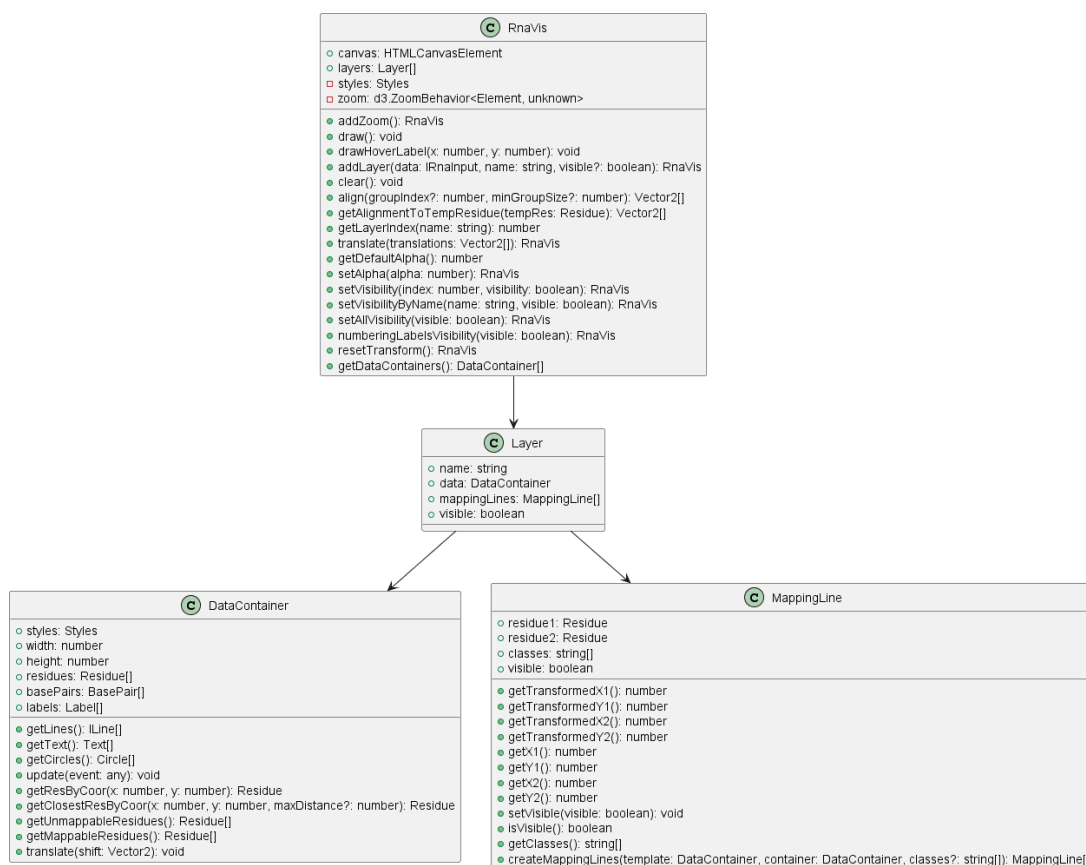 C RnaVis
canvas: HTMLCanvasElement
layers: Layer[]
styles: Styles
zoom: d3.ZoomBehavior<Element, unknown>
addZoom(): RnaVis
draw(): void
drawHoverLabel(x: number, y: number): void
addLayer(data: IRnaInput, name: string, visible?: boolean): RnaVis
clear(): void
align(groupIndex?: number, minGroupSize?: number): Vector2[]
getAlignmentToTempResidue(tempRes: Residue): Vector2[]
getLayerIndex(name: string): number
translate(translations: Vector2[]): RnaVis
getDefaultAlpha(): number
setAlpha(alpha: number): RnaVis
setVisibility(index: number, visibility: boolean): RnaVis
setVisibilityByName(name: string, visible: boolean): RnaVis
setAllVisibility(visible: boolean): RnaVis
numberingLabelsVisibility(visible: boolean): RnaVis
resetTransform(): RnaVis
getDataContainers(): DataContainer[]
C Layer
name: string
data: DataContainer
mappingLines: MappingLine[]
visible: boolean
C DataContainer
styles: Styles
width: number
height: number
residues: Residue[]
basePairs: BasePair[]
labels: Label[]
getLines(): ILine[]
getText(): Text[]
getCircles(): Circle[]
update(event: any): void
getResByCoor(x: number, y: number): Residue
getClosestResByCoor(x: number, y: number, maxDistance?: number): Residue
getUnmappableResidues(): Residue[]
getMappableResidues(): Residue[]
translate(shift: Vector2): void
C MappingLine
residue1: Residue
residue2: Residue
classes: string[]
visible: boolean
getTransformedX1(): number
getTransformedY1(): number
getTransformedX2(): number
getTransformedY2(): number
getX1(): number
getY1(): number
getX2(): number
getY2(): number
setVisible(visible: boolean): void
isVisible(): boolean
getClasses(): string[]
createMappingLines(template: DataContainer, container: DataContainer, classes?: string[]): MappingLine[